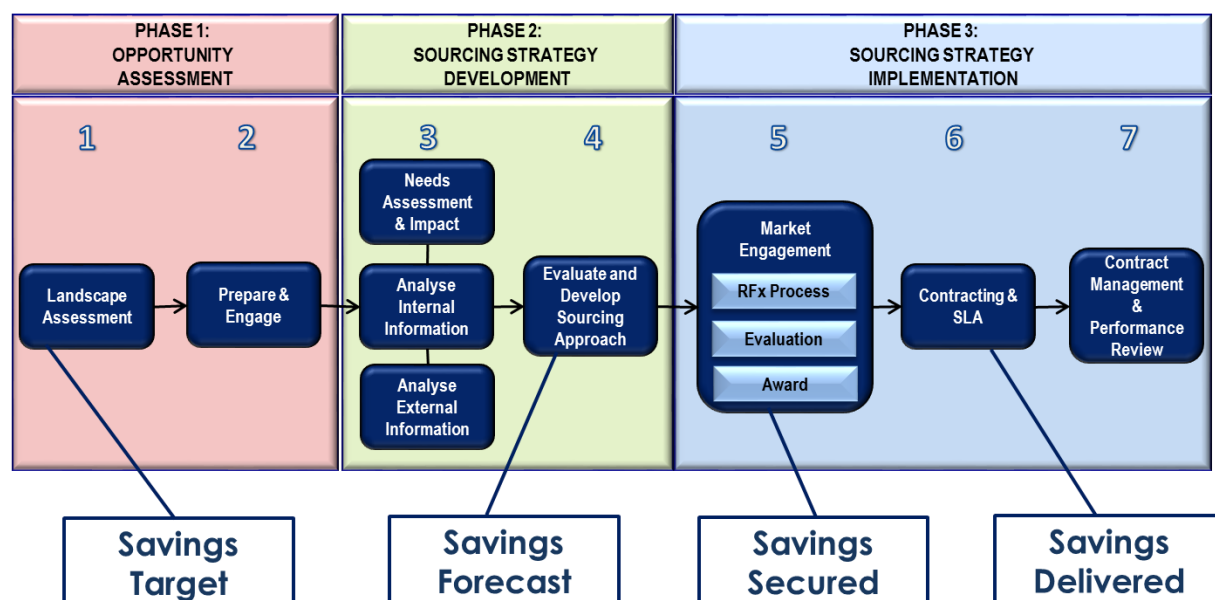 PHASE 1:
OPPORTUNITY
ASSESSMENT
PHASE 2:
SOURCING STRATEGY
DEVELOPMENT
PHASE 3:
SOURCING STRATEGY
IMPLEMENTATION
1
2
3
4
5
6
7
Landscape
Assessment
Prepare &
Engage
Needs
Assessment
& Impact
Analyse
Internal
Information
Analyse
External
Information
Evaluate and
Develop
Sourcing
Approach
Market
Engagement
RFx Process
Evaluation
Award
Contracting &
SLA
Contract
Management
&
Performance
Review
Savings
Target
Savings
Forecast
Savings
Secured
Savings
Delivered